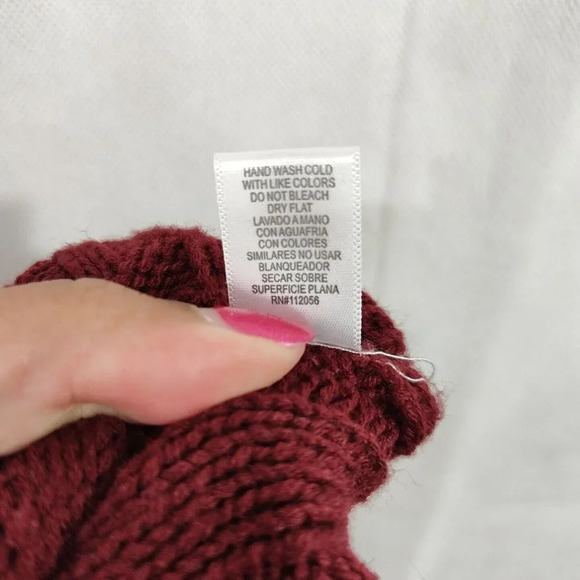 HAND WASH COLD
WITH LIKE COLORS
DO NOT BLEACH
DRY FLAT
LAVADO A MANO
CON AGUAFRIA
CON COLORES
SIMILARES NO USAR
BLANQUEADOR
SECAR SOBRE
SUPERFICIE PLANA
RN#112056